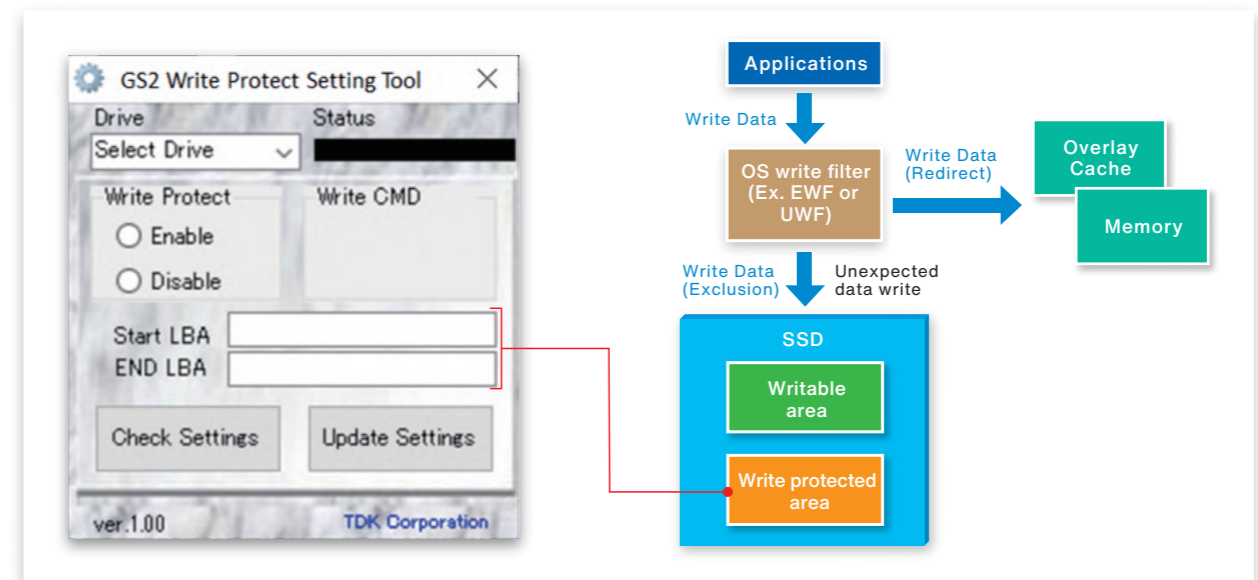 GS2 Write Protect Setting Tool
Drive
Status
Select Drive
Write Protect
Write CMD
Enable
Disable
Start LBA
END LBA
Check Settings
Update Settings
ver.1.00
TDK Corporation
Applications
Write Data
OS write filter
(Ex. EWF or
UWF)
Write Data
(Redirect)
Overlay
Cache
Memory
Write Data
(Exclusion)
Unexpected
data write
SSD
Writable
area
Write protected
area